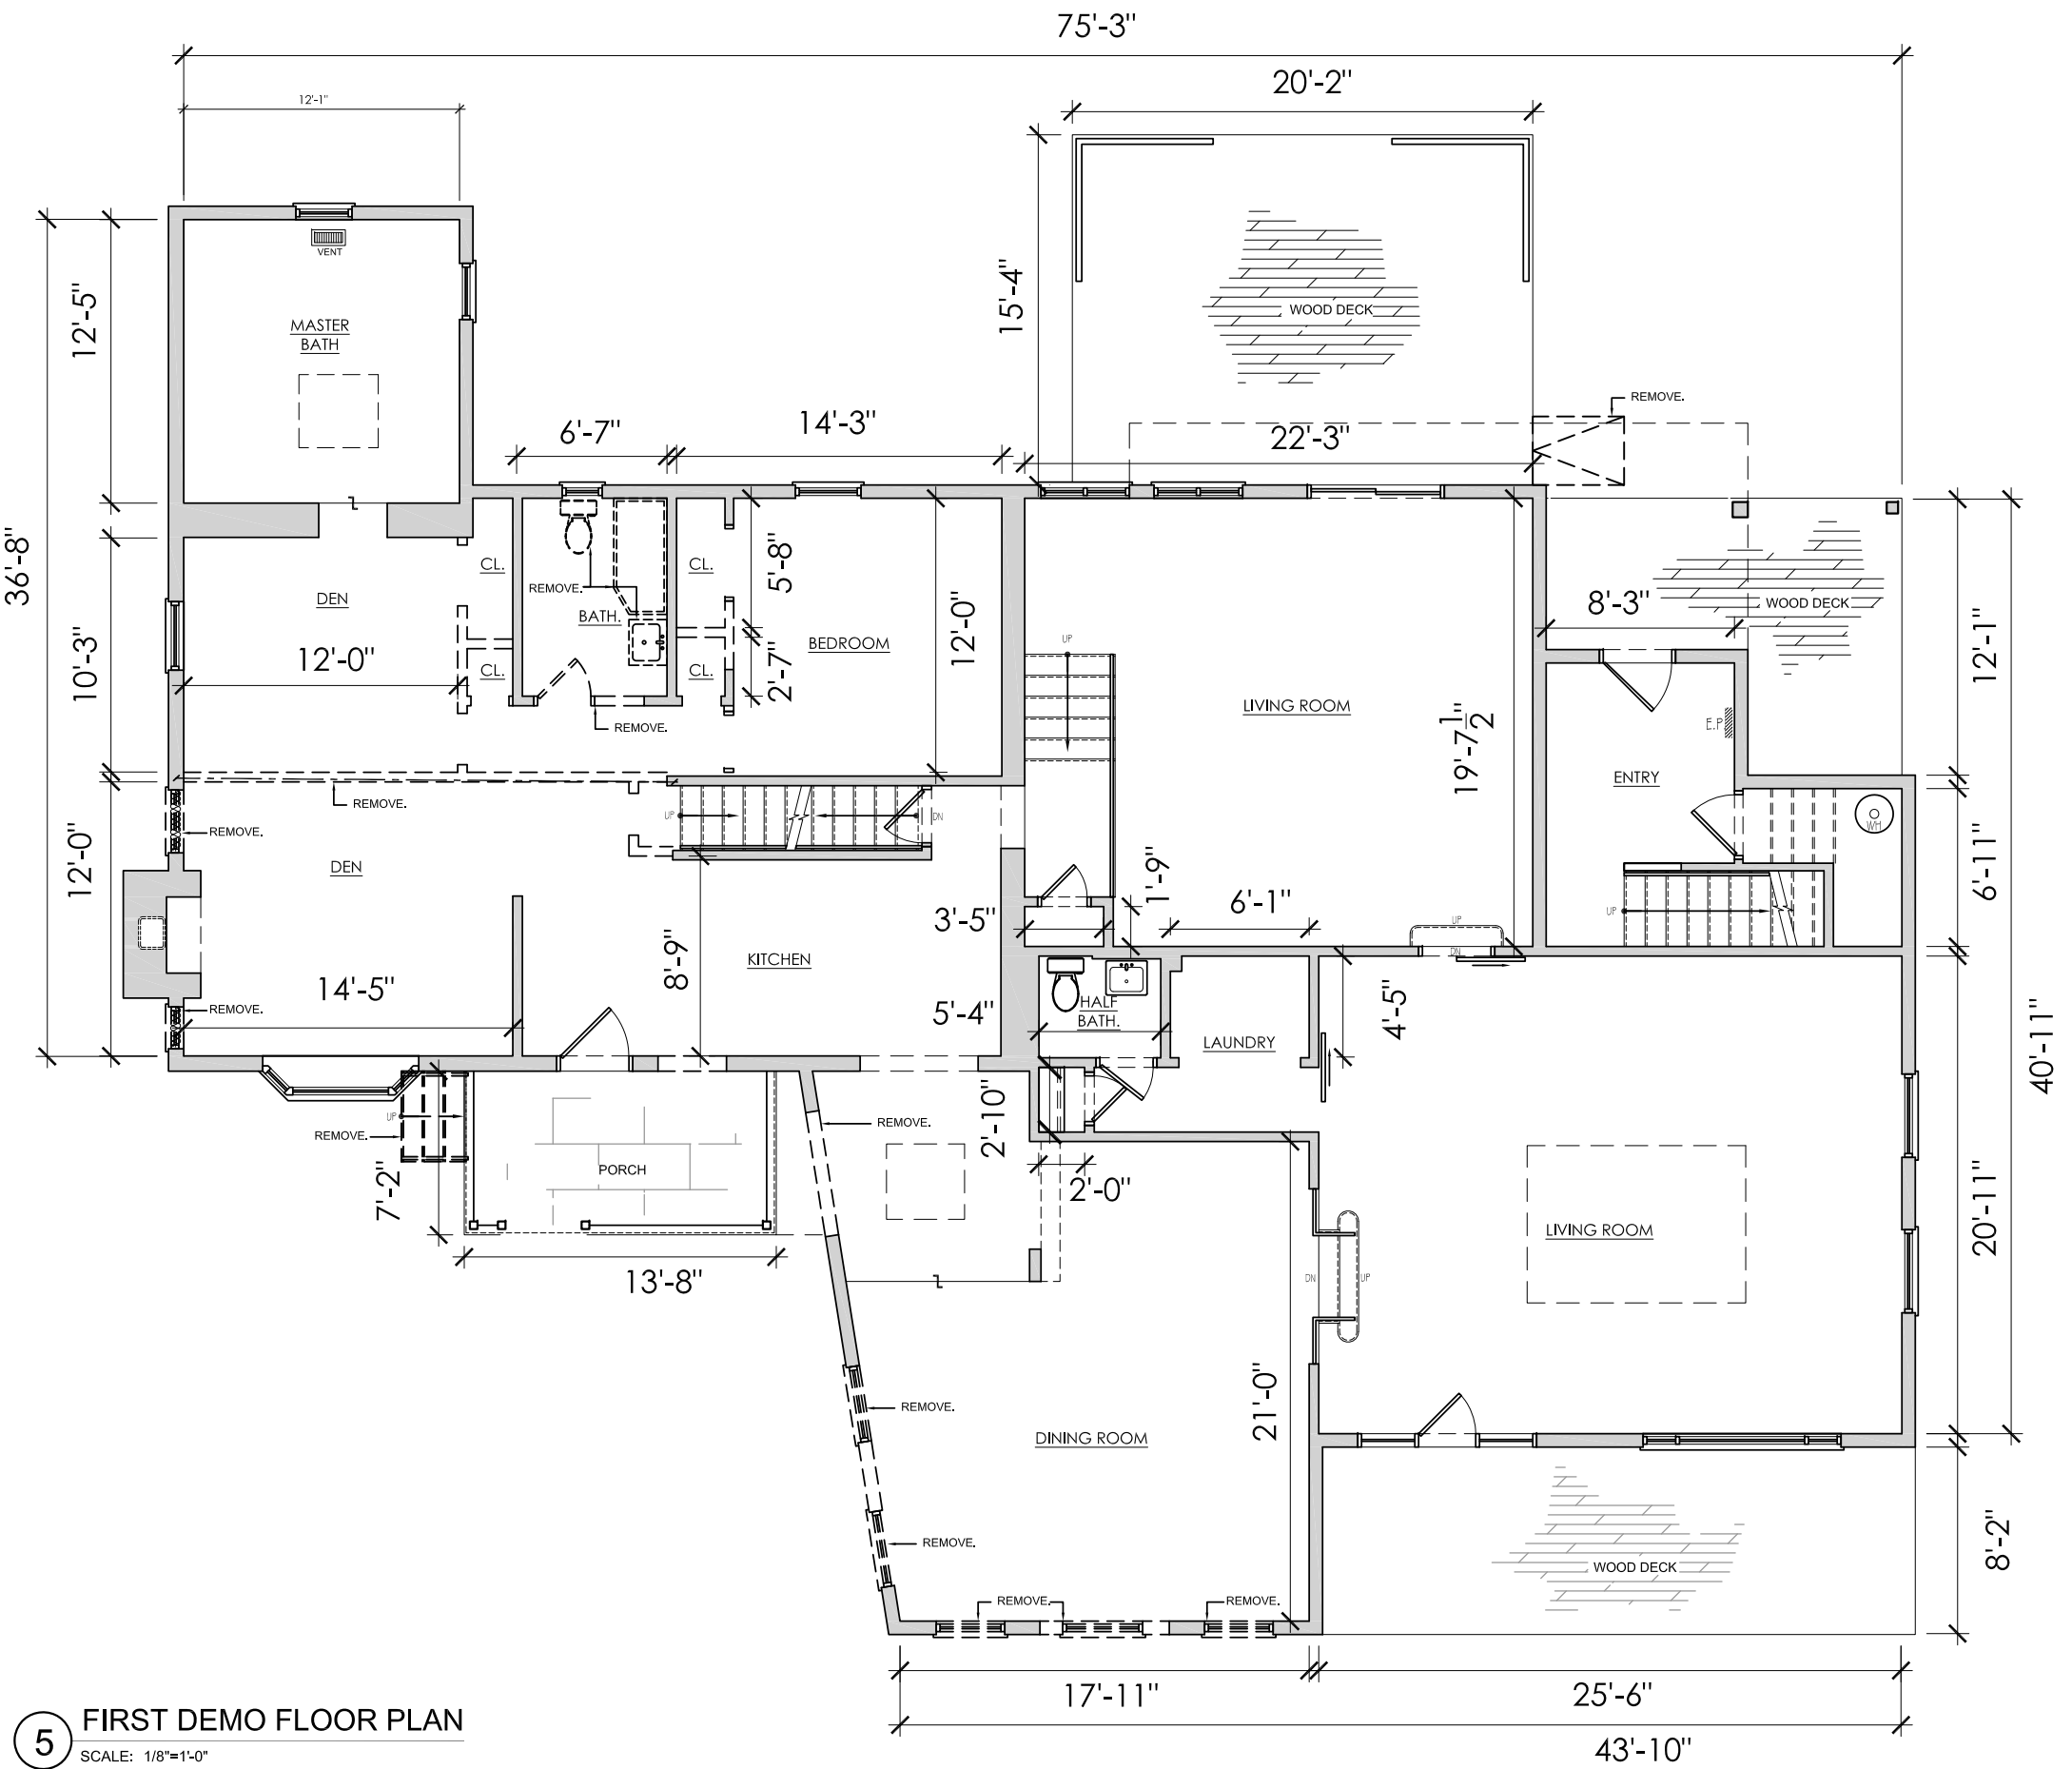 75'-3"
20'-2"
12'-1"
VENT
15'-4"
12'-5"
MASTER
BATH
WOOD DECK
REMOVE.
6'-7"
14'-3"
22'-3"
36'-8"
CL.
CL.
5'-8"
REMOVE.
DEN
BATH.
12'-0"
8'-3"
WOOD DECK
10'-3"
12'-0"
CL.
CL.
2'-7"
BEDROOM
UP
12'-1"
LIVING ROOM
19'-7 1/2"
E.P
REMOVE.
ENTRY
REMOVE.
UP
DN
WH
REMOVE.
12'-0"
DEN
1'-9"
6'-11"
3'-5"
6'-1"
UP
UP
DN
8'-9"
KITCHEN
14'-5"
REMOVE.
5'-4"
HALF
BATH.
4'-5"
LAUNDRY
40'-11"
UP
REMOVE.
REMOVE.
2'-10"
7'-2"
PORCH
2'-0"
20'-11"
LIVING ROOM
13'-8"
DN
UP
21'-0"
REMOVE.
DINING ROOM
REMOVE.
8'-2"
WOOD DECK
REMOVE.
REMOVE.
17'-11"
25'-6"
43'-10"
5
FIRST DEMO FLOOR PLAN
SCALE: 1/8"=1'-0"